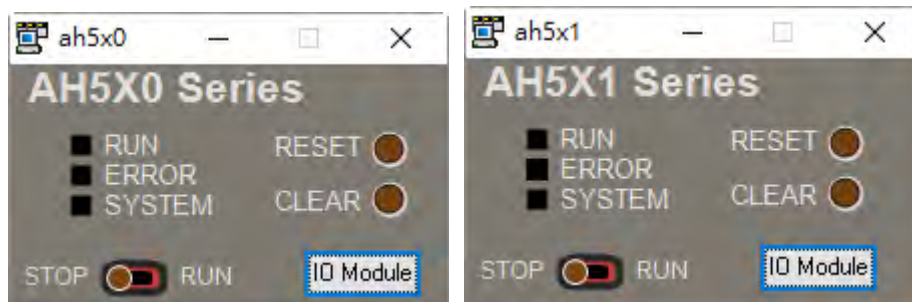 ah5x0
AH5X0 Series
RUN
RESET
ERROR
SYSTEM
CLEAR
STOP
RUN
IO Module
ah5x1
AH5X1 Series
RUN
RESET
ERROR
SYSTEM
CLEAR
STOP
RUN
IO Module